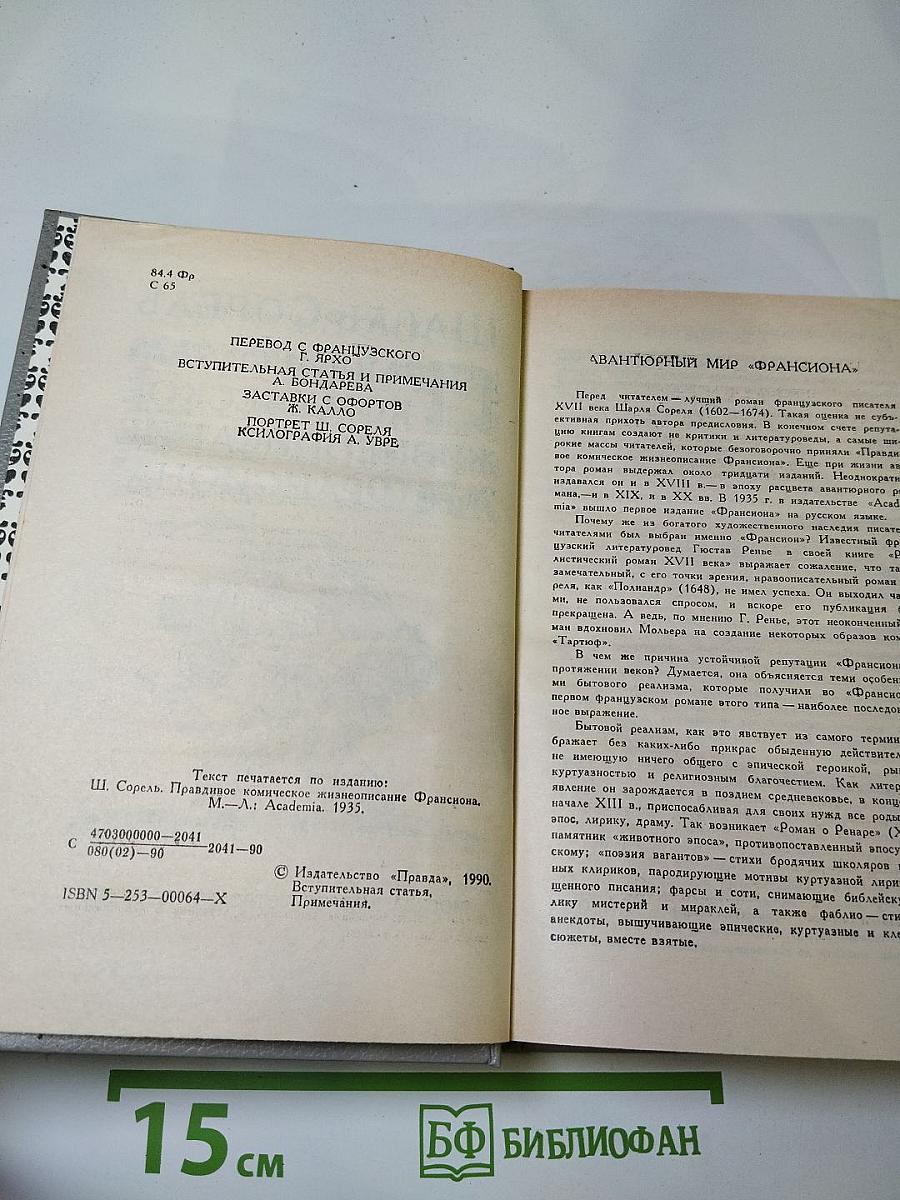 84.4 Фр
С 65
ПЕРЕВОД С ФРАНЦУЗСКОГО
Г. ЯРХО
ВСТУПИТЕЛЬНАЯ СТАТЬЯ И ПРИМЕЧАНИЯ
А. БОНДАРЕВА
ЗАСТАВКИ С ОФОРТОВ
Ж. КАЛЛО
ПОРТРЕТ Ш. СОРЕЛЯ
КСИЛОГРАФИЯ А. УВРЕ
Текст печатается по изданию:
Ш. Сорель. Правдивое комическое жизнеописание Франсиона.
М.—Л.: Academia. 1935.
С 4703000000—2041
080(02)—90
2041—90
© Издательство «Правда», 1990.
Вступительная статья.
Примечания.
ISBN 5—253—00064—X
АВАНТЮРНЫЙ МИР «ФРАНСИОНА»
Перед читателем — лучший роман французского писателя
XVII века Шарля Сореля (1602—1674). Такая оценка не субъ-
ективная прихоть автора предисловия. В конечном счете репута-
цию книгам создают не критики и литературоведы, а самые ши-
рокие массы читателей, которые безоговорочно приняли «Правди-
вое комическое жизнеописание Франсиона». Еще при жизни ав
тора роман выдержал около тридцати изданий. Неоднократн
издавался он и в XVIII в.— в эпоху расцвета авантюрного ро
мана,—и в XIX, и в XX вв. В 1935 г. в издательстве «Acad
mia» вышло первое издание «Франсиона» на русском языке.
Почему же из богатого художественного наследия писате
читателями был выбран именно «Франсион»? Известный фра
цузский литературовед Гюстав Ренье в своей книге «Р
листический роман XVII века» выражает сожаление, что та
замечательный, с его точки зрения, нравоописательный роман
реля, как «Полиандр» (1648), не имел успеха. Он выходил ча
ми, не пользовался спросом, и вскоре его публикация б
прекращена. А ведь, по мнению Г. Ренье, этот неоконченный
ман вдохновил Мольера на создание некоторых образов ком
«Тартюф».
В чем же причина устойчивой репутации «Франсион
протяжении веков? Думается, она объясняется теми особен
ми бытового реализма, которые получили во «Франсио
первом французском романе этого типа — наиболее последов
ное выражение.
Бытовой реализм, как это явствует из самого термин
бражает без каких-либо прикрас обыденную действител
не имеющую ничего общего с эпической героикой, рыц
куртуазностью и религиозным благочестием. Как литер
явление он зарождается в позднем средневековье, в конце
начале XIII в., приспосабливая для своих нужд все роды
эпос, лирику, драму. Так возникает «Роман о Ренаре» (X
памятник «животного эпоса», противопоставленный эпосу
скому; «поэзия вагантов» — стихи бродячих школяров и
ных клириков, пародирующие мотивы куртуазной лири
щенного писания; фарсы и соти, снимающие библейску
лику мистерий и мираклей, а также фаблио — сти
анекдоты, вышучивающие эпические, куртуазные и кле
сюжеты, вместе взятые.
15 см
БФ БИБЛИОФАН